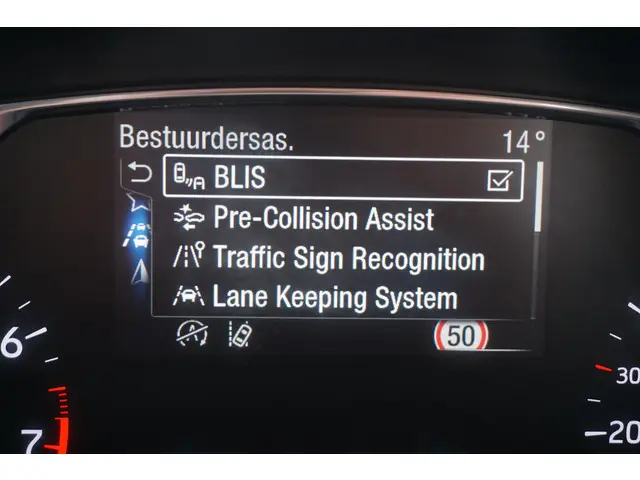 Bestuurdersas. 14°
BLIS
Pre-Collision Assist
Traffic Sign Recognition
Lane Keeping System
A 50
6
7
30
20